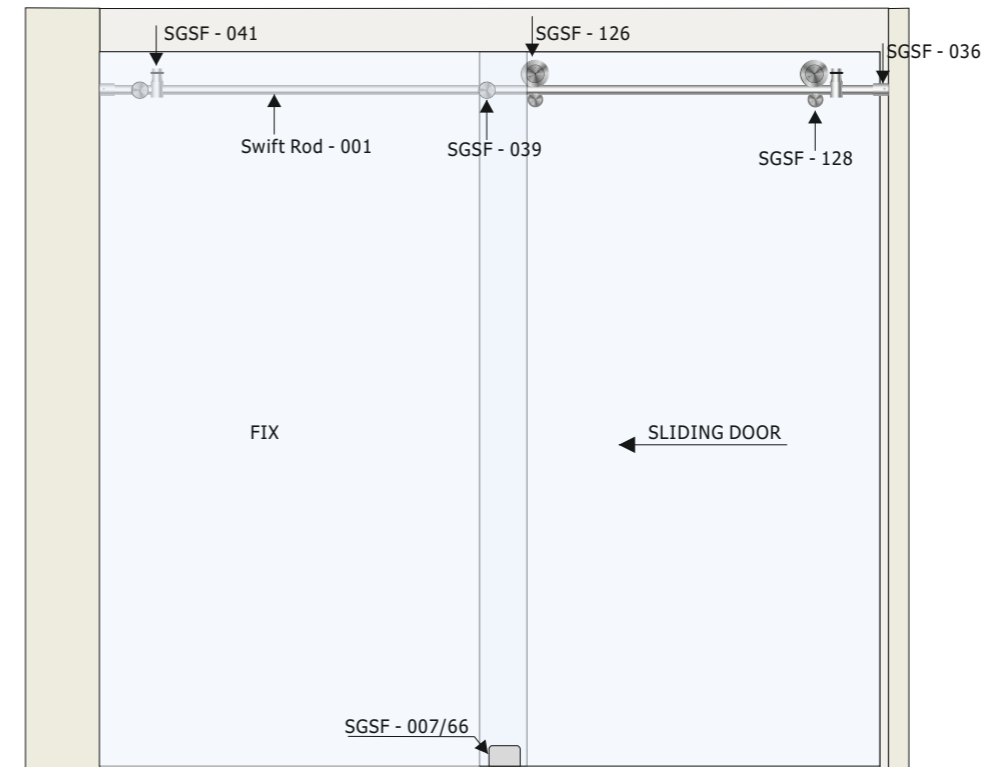 SGSF - 041
SGSF - 126
SGSF - 036
Swift Rod - 001
SGSF - 039
SGSF - 128
FIX
SLIDING DOOR
SGSF - 007/66